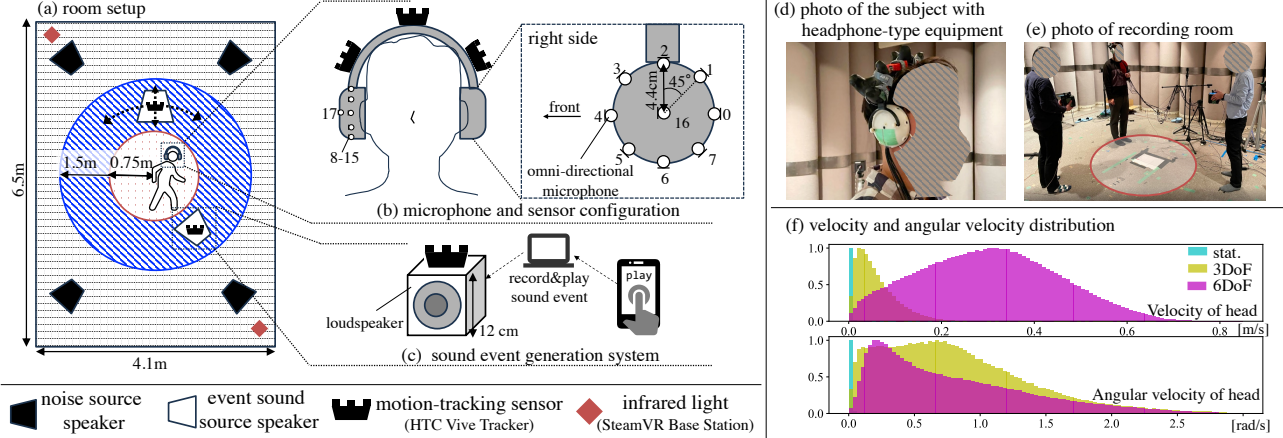 (a) room setup
6.5m
1.5m
0.75m
4.1m
17
8-15
right side
front
2
3
1
4.4cm
45°
4
16
0
5
7
6
omni-directional
microphone
(b) microphone and sensor configuration
loudspeaker
12 cm
record&play
sound event
play
(c) sound event generation system
noise source
speaker
event sound
source speaker
motion-tracking sensor
(HTC Vive Tracker)
infrared light
(SteamVR Base Station)
(d) photo of the subject with
headphone-type equipment
(e) photo of recording room
(f) velocity and angular velocity distribution
1.0
0.5
0.0
stat.
3DoF
6DoF
Velocity of head
0.0
0.2
0.4
0.6
0.8
[m/s]
1.0
0.5
0.0
Angular velocity of head
0.0
0.5
1.0
1.5
2.0
2.5
[rad/s]